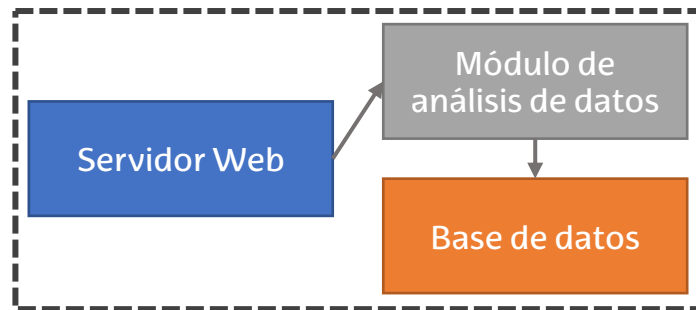 Servidor Web
Módulo de
análisis de datos
Base de datos